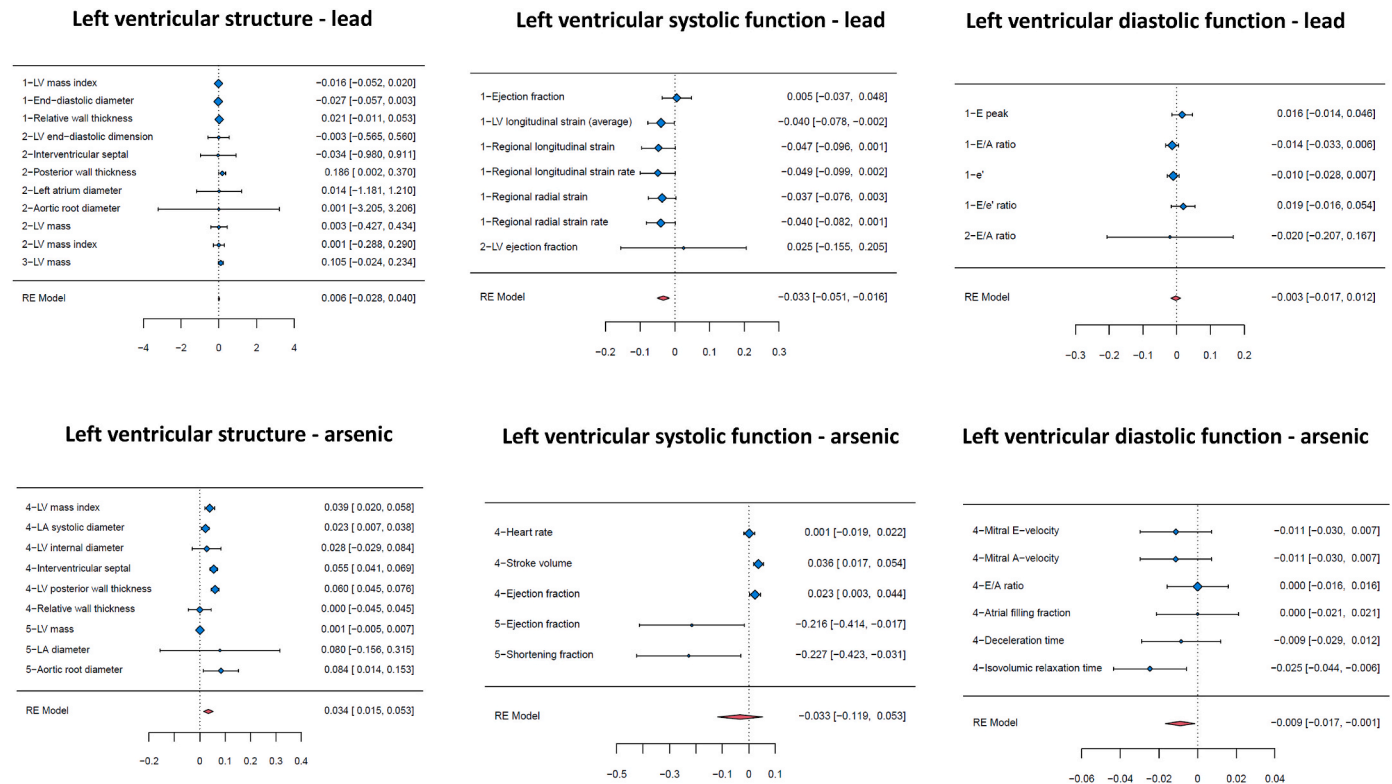 Left ventricular structure - lead
1−LV mass index −0.016 [−0.052, 0.020]
1−End−diastolic diameter −0.027 [−0.057, 0.003]
1−Relative wall thickness 0.021 [−0.011, 0.053]
2−LV end−diastolic dimension −0.003 [−0.565, 0.560]
2−Interventricular septal −0.034 [−0.980, 0.911]
2−Posterior wall thickness 0.186 [ 0.002, 0.370]
2−Left atrium diameter 0.014 [−1.181, 1.210]
2−Aortic root diameter 0.001 [−3.205, 3.206]
2−LV mass 0.003 [−0.427, 0.434]
2−LV mass index 0.001 [−0.288, 0.290]
3−LV mass 0.105 [−0.024, 0.234]
RE Model 0.006 [−0.028, 0.040]
−4 −2 0 2 4
Left ventricular systolic function - lead
1−Ejection fraction 0.005 [−0.037, 0.048]
1−LV longitudinal strain (average) −0.040 [−0.078, −0.002]
1−Regional longitudinal strain −0.047 [−0.096, 0.001]
1−Regional longitudinal strain rate −0.049 [−0.099, 0.002]
1−Regional radial strain −0.037 [−0.076, 0.003]
1−Regional radial strain rate −0.040 [−0.082, 0.001]
2−LV ejection fraction 0.025 [−0.155, 0.205]
RE Model −0.033 [−0.051, −0.016]
−0.2 −0.1 0 0.1 0.2 0.3
Left ventricular diastolic function - lead
1−E peak 0.016 [−0.014, 0.046]
1−E/A ratio −0.014 [−0.033, 0.006]
1−e' −0.010 [−0.028, 0.007]
1−E/e' ratio 0.019 [−0.016, 0.054]
2−E/A ratio −0.020 [−0.207, 0.167]
RE Model −0.003 [−0.017, 0.012]
−0.3 −0.2 −0.1 0 0.1 0.2
Left ventricular structure - arsenic
4−LV mass index 0.039 [ 0.020, 0.058]
4−LA systolic diameter 0.023 [ 0.007, 0.038]
4−LV internal diameter 0.028 [−0.029, 0.084]
4−Interventricular septal 0.055 [ 0.041, 0.069]
4−LV posterior wall thickness 0.060 [ 0.045, 0.076]
4−Relative wall thickness 0.000 [−0.045, 0.045]
5−LV mass 0.001 [−0.005, 0.007]
5−LA diameter 0.080 [−0.156, 0.315]
5−Aortic root diameter 0.084 [ 0.014, 0.153]
RE Model 0.034 [ 0.015, 0.053]
−0.2 0 0.1 0.2 0.3 0.4
Left ventricular systolic function - arsenic
4−Heart rate 0.001 [−0.019, 0.022]
4−Stroke volume 0.036 [ 0.017, 0.054]
4−Ejection fraction 0.023 [ 0.003, 0.044]
5−Ejection fraction −0.216 [−0.414, −0.017]
5−Shortening fraction −0.227 [−0.423, −0.031]
RE Model −0.033 [−0.119, 0.053]
−0.5 −0.3 −0.1 0 0.1
Left ventricular diastolic function - arsenic
4−Mitral E−velocity −0.011 [−0.030, 0.007]
4−Mitral A−velocity −0.011 [−0.030, 0.007]
4−E/A ratio 0.000 [−0.016, 0.016]
4−Atrial filling fraction 0.000 [−0.021, 0.021]
4−Deceleration time −0.009 [−0.029, 0.012]
4−Isovolumic relaxation time −0.025 [−0.044, −0.006]
RE Model −0.009 [−0.017, −0.001]
−0.06 −0.04 −0.02 0 0.02 0.04